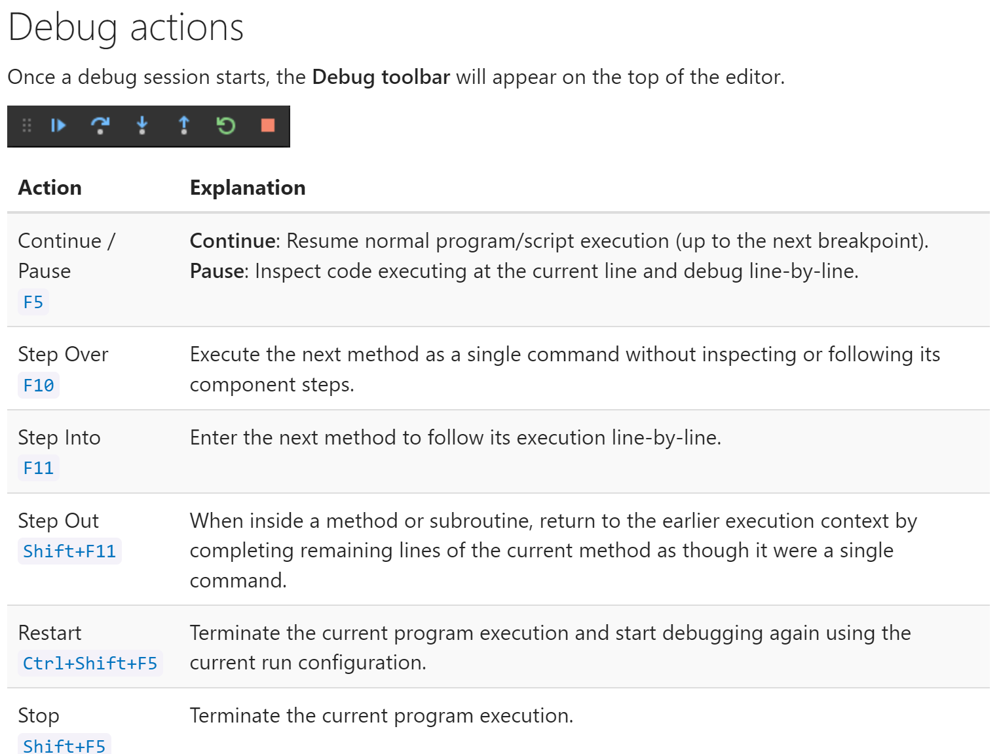 Debug actions
Once a debug session starts, the Debug toolbar will appear on the top of the editor.
Action Explanation
Continue / Continue: Resume normal program/script execution (up to the next breakpoint).
Pause Pause: Inspect code executing at the current line and debug line-by-line.
F5
Step Over Execute the next method as a single command without inspecting or following its
F10 component steps.
Step Into Enter the next method to follow its execution line-by-line.
F11
Step Out When inside a method or subroutine, return to the earlier execution context by
Shift+F11 completing remaining lines of the current method as though it were a single
command.
Restart Terminate the current program execution and start debugging again using the
Ctrl+Shift+F5 current run configuration.
Stop Terminate the current program execution.
Shift+F5